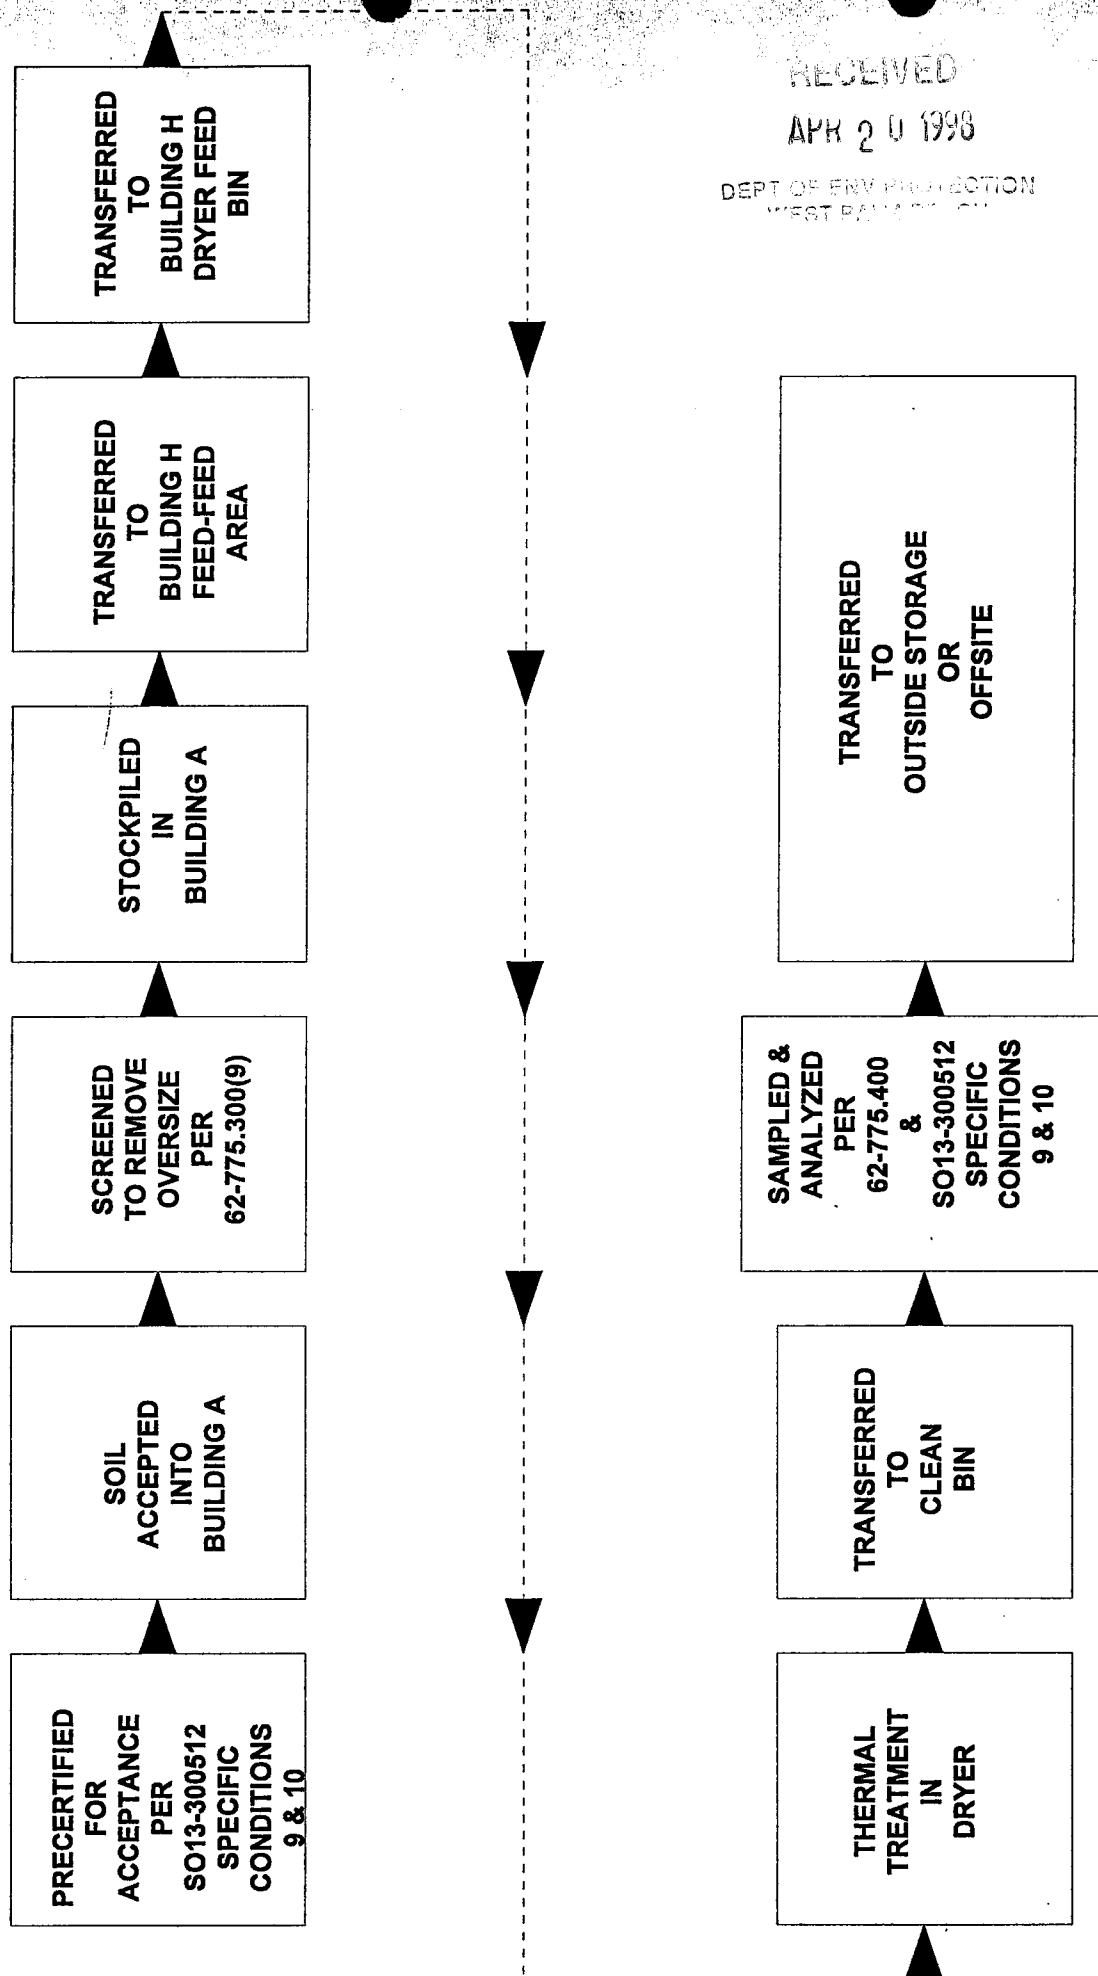 PRECERTIFIED
FOR
ACCEPTANCE
PER
SO13-300512
SPECIFIC
CONDITIONS
9 & 10
SOIL
ACCEPTED
INTO
BUILDING A
SCREENED
TO REMOVE
OVERSIZE
PER
62-775.300(9)
STOCKPILED
IN
BUILDING A
TRANSFERRED
TO
BUILDING H
FEED-FEED
AREA
TRANSFERRED
TO
BUILDING H
DRYER FEED
BIN
THERMAL
TREATMENT
IN
DRYER
TRANSFERRED
TO
CLEAN
BIN
SAMPLED &
ANALYZED
PER
62-775.400
&
SO13-300512
SPECIFIC
CONDITIONS
9 & 10
TRANSFERRED
TO
OUTSIDE STORAGE
OR
OFFSITE
RECEIVED
APR 20 1998
DEPT OF ENV PROTECTION
WEST PALM